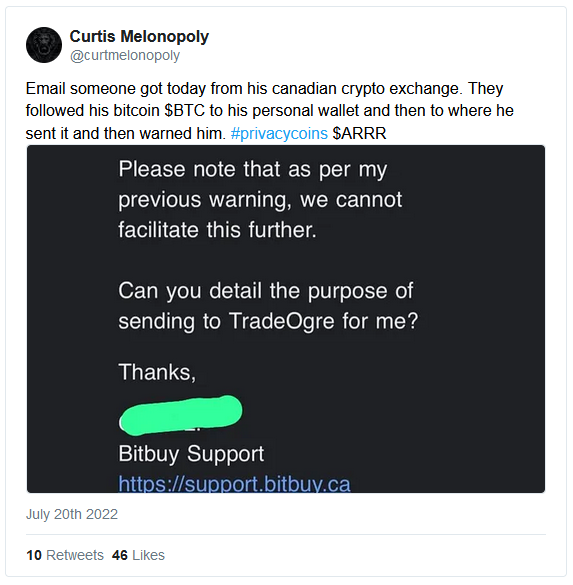 Curtis Melonopoly
@curtmelonopoly
Email someone got today from his canadian crypto exchange. They
followed his bitcoin $BTC to his personal wallet and then to where he
sent it and then warned him. #privacycoins $ARRR
Please note that as per my
previous warning, we cannot
facilitate this further.
Can you detail the purpose of
sending to TradeOgre for me?
Thanks,
Bitbuy Support
https://support.bitbuy.ca
July 20th 2022
10 Retweets 46 Likes